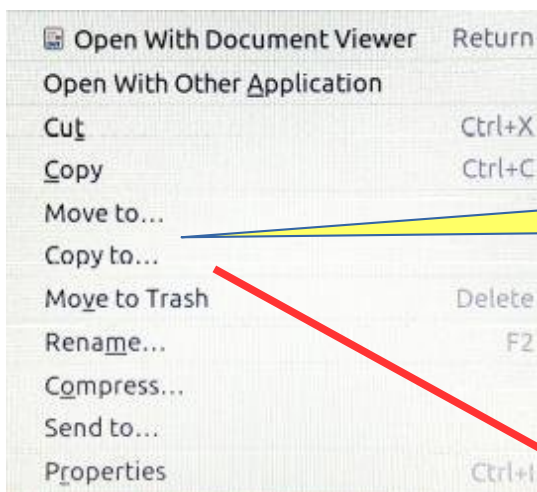 Open With Document Viewer Return
Open With Other Application
Cut Ctrl+X
Copy Ctrl+C
Move to...
Copy to...
Move to Trash Delete
Rename... F2
Compress...
Send to...
Properties Ctrl+I